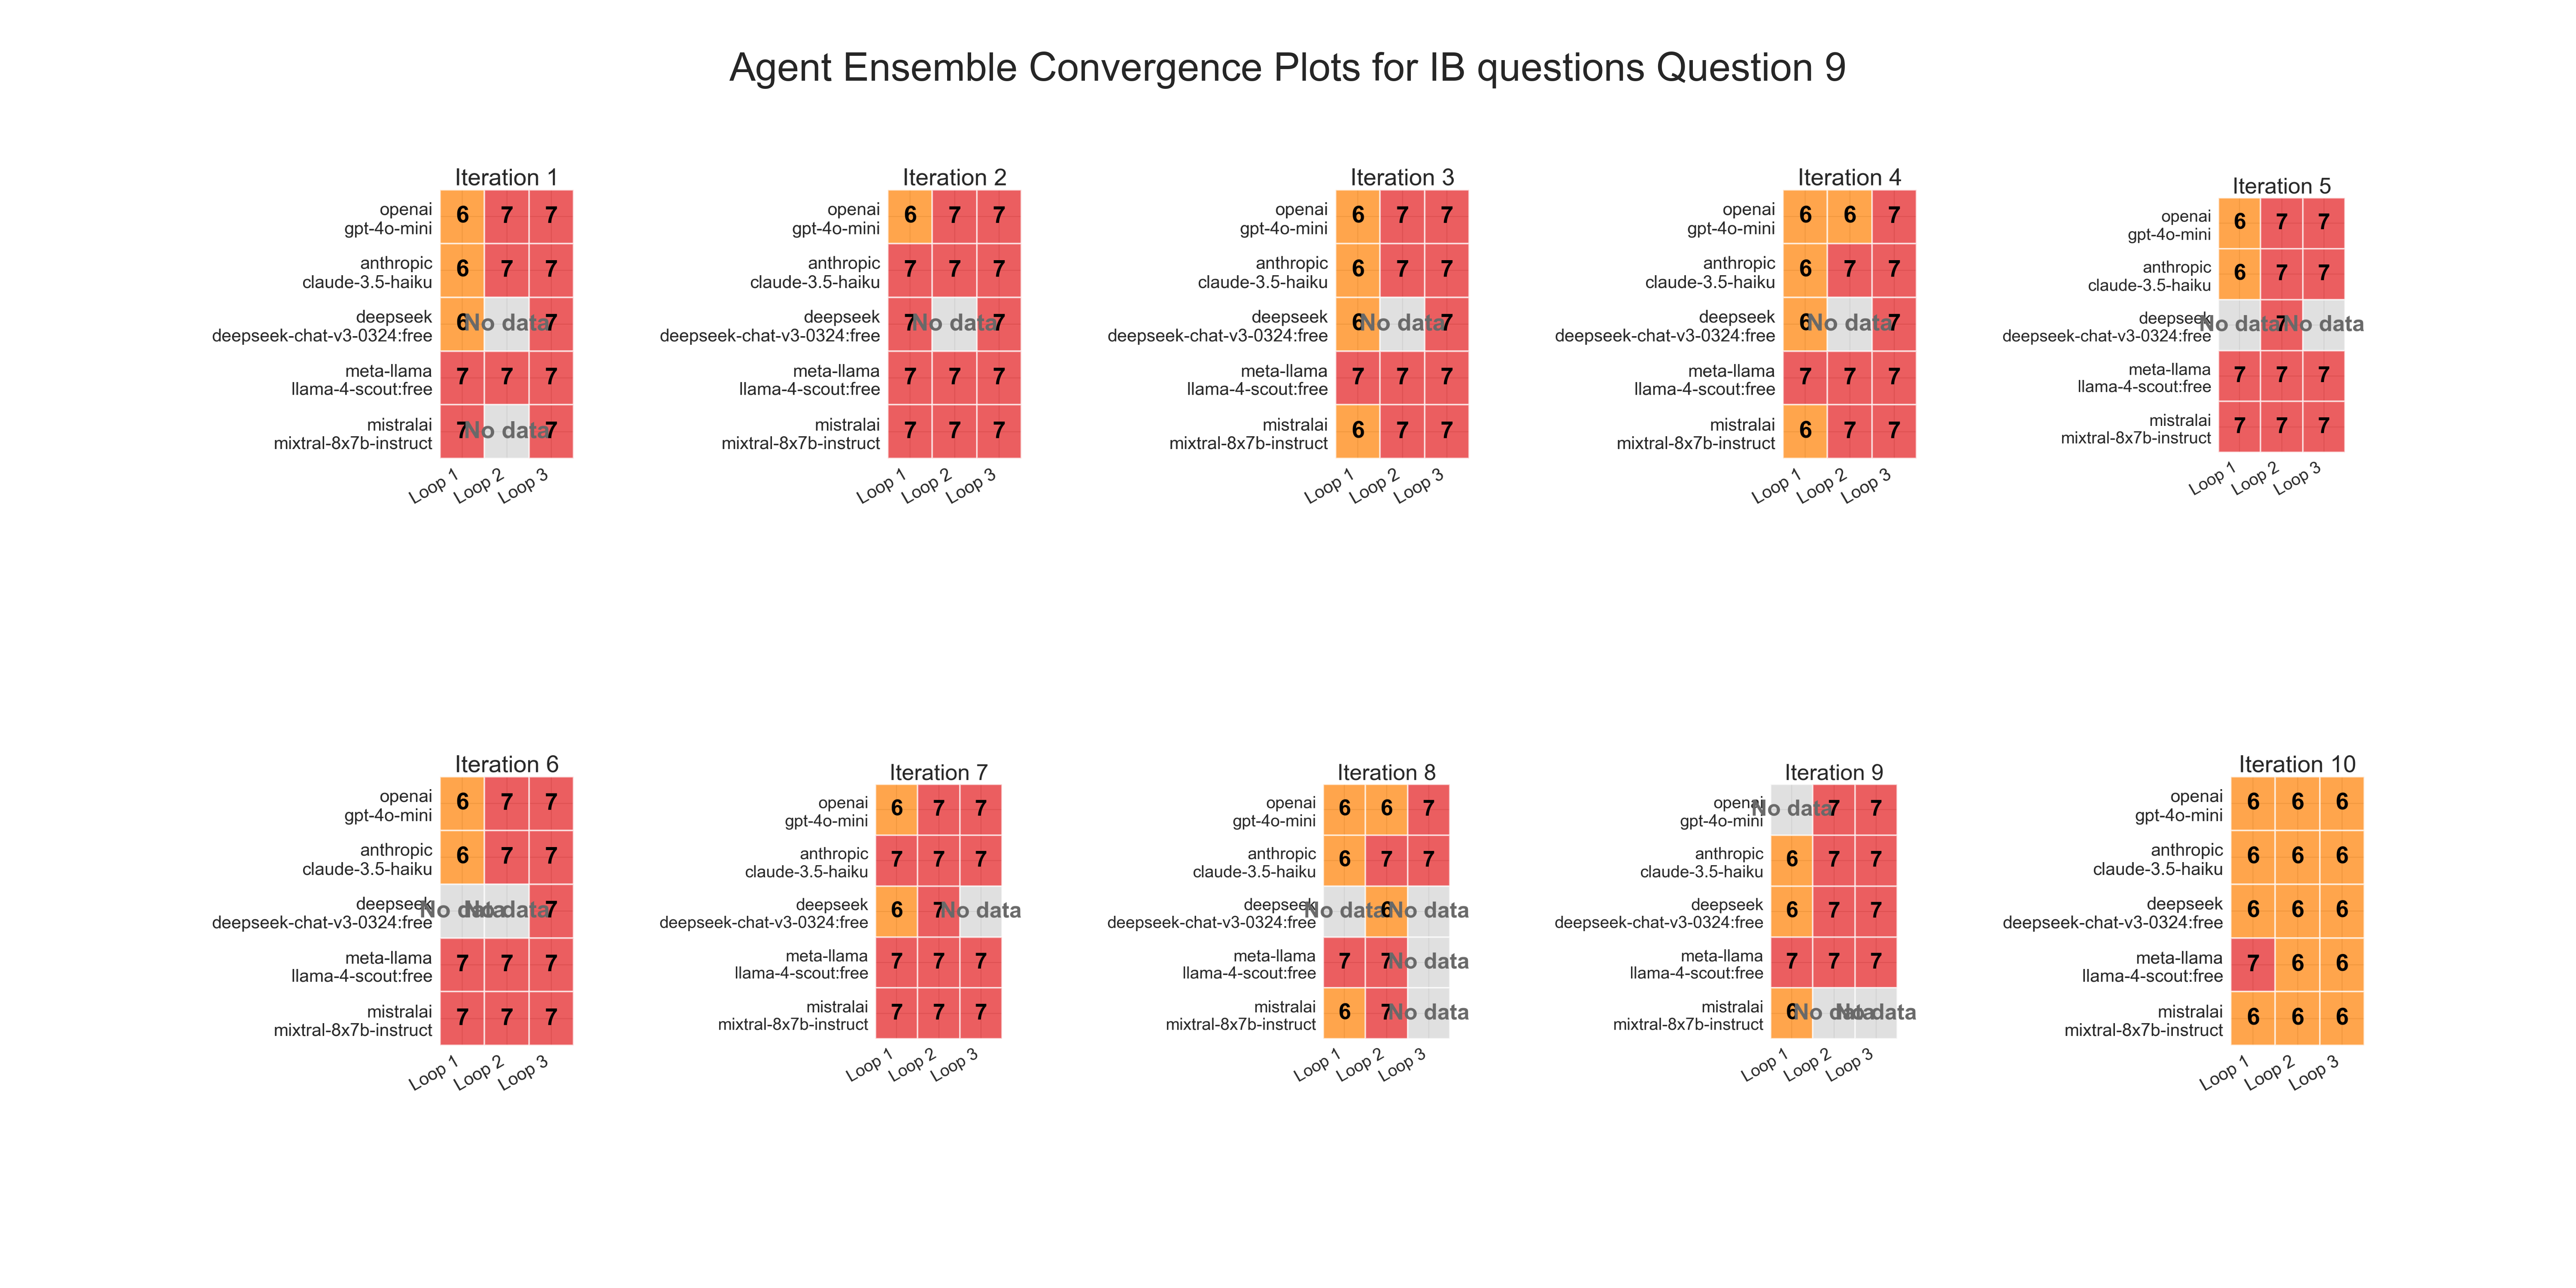 Agent Ensemble Convergence Plots for IB questions Question 9
Iteration 1
openai
gpt-4o-mini
6 7 7
anthropic
claude-3.5-haiku
6 7 7
deepseek
deepseek-chat-v3-0324:free
6 No data 7
meta-llama
llama-4-scout:free
7 7 7
mistralai
mixtral-8x7b-instruct
7 No data 7
Loop 1 Loop 2 Loop 3
Iteration 2
openai
gpt-4o-mini
6 7 7
anthropic
claude-3.5-haiku
7 7 7
deepseek
deepseek-chat-v3-0324:free
7 No data 7
meta-llama
llama-4-scout:free
7 7 7
mistralai
mixtral-8x7b-instruct
7 7 7
Loop 1 Loop 2 Loop 3
Iteration 3
openai
gpt-4o-mini
6 7 7
anthropic
claude-3.5-haiku
6 7 7
deepseek
deepseek-chat-v3-0324:free
6 No data 7
meta-llama
llama-4-scout:free
7 7 7
mistralai
mixtral-8x7b-instruct
6 7 7
Loop 1 Loop 2 Loop 3
Iteration 4
openai
gpt-4o-mini
6 6 7
anthropic
claude-3.5-haiku
6 7 7
deepseek
deepseek-chat-v3-0324:free
6 No data 7
meta-llama
llama-4-scout:free
7 7 7
mistralai
mixtral-8x7b-instruct
6 7 7
Loop 1 Loop 2 Loop 3
Iteration 5
openai
gpt-4o-mini
6 7 7
anthropic
claude-3.5-haiku
6 7 7
deepseek
deepseek-chat-v3-0324:free
No data 7 No data
meta-llama
llama-4-scout:free
7 7 7
mistralai
mixtral-8x7b-instruct
7 7 7
Loop 1 Loop 2 Loop 3
Iteration 6
openai
gpt-4o-mini
6 7 7
anthropic
claude-3.5-haiku
6 7 7
deepseek
deepseek-chat-v3-0324:free
No data No data 7
meta-llama
llama-4-scout:free
7 7 7
mistralai
mixtral-8x7b-instruct
7 7 7
Loop 1 Loop 2 Loop 3
Iteration 7
openai
gpt-4o-mini
6 7 7
anthropic
claude-3.5-haiku
7 7 7
deepseek
deepseek-chat-v3-0324:free
6 7 No data
meta-llama
llama-4-scout:free
7 7 7
mistralai
mixtral-8x7b-instruct
7 7 7
Loop 1 Loop 2 Loop 3
Iteration 8
openai
gpt-4o-mini
6 6 7
anthropic
claude-3.5-haiku
6 7 7
deepseek
deepseek-chat-v3-0324:free
No data 6 No data
meta-llama
llama-4-scout:free
7 7 No data
mistralai
mixtral-8x7b-instruct
6 7 No data
Loop 1 Loop 2 Loop 3
Iteration 9
openai
gpt-4o-mini
No data 7 7
anthropic
claude-3.5-haiku
6 7 7
deepseek
deepseek-chat-v3-0324:free
6 7 7
meta-llama
llama-4-scout:free
7 7 7
mistralai
mixtral-8x7b-instruct
6 No data No data
Loop 1 Loop 2 Loop 3
Iteration 10
openai
gpt-4o-mini
6 6 6
anthropic
claude-3.5-haiku
6 6 6
deepseek
deepseek-chat-v3-0324:free
6 6 6
meta-llama
llama-4-scout:free
7 6 6
mistralai
mixtral-8x7b-instruct
6 6 6
Loop 1 Loop 2 Loop 3